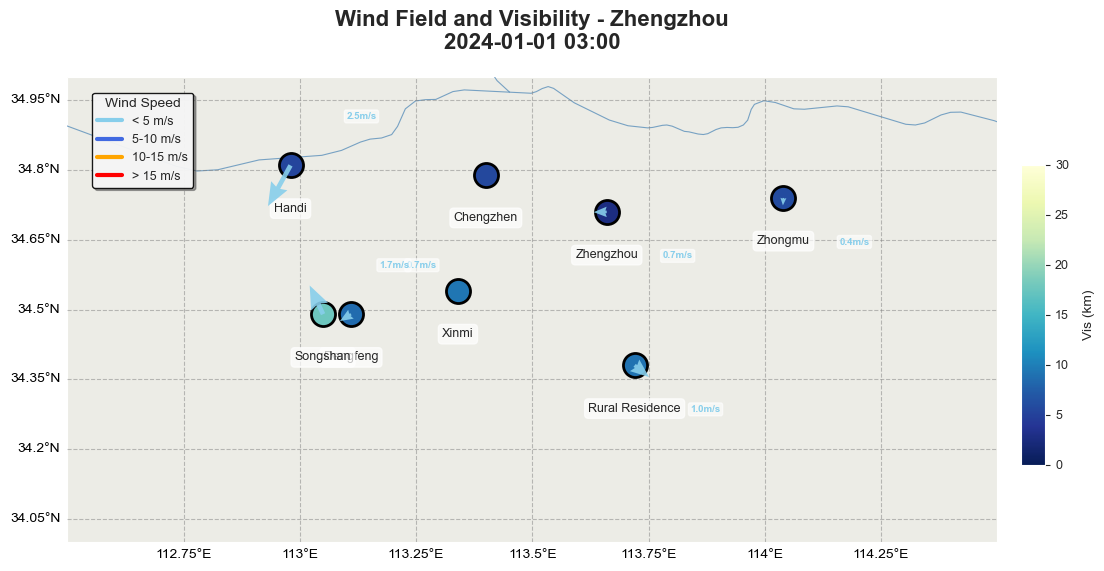 Wind Field and Visibility - Zhengzhou
2024-01-01 03:00
Wind Speed
< 5 m/s
5-10 m/s
10-15 m/s
> 15 m/s
34.95°N
34.8°N
34.65°N
34.5°N
34.35°N
34.2°N
34.05°N
112.75°E
113°E
113.25°E
113.5°E
113.75°E
114°E
114.25°E
2.5m/s
Handi
Chengzhen
Zhengzhou
0.7m/s
Zhongmu
0.4m/s
1.7m/s
Songshan
Xinmi
Rural Residence
1.0m/s
30
25
20
15
10
5
0
Vis (km)